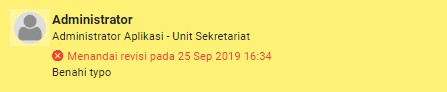 Administrator
Administrator Aplikasi - Unit Sekretariat
Menandai revisi pada 25 Sep 2019 16:34
Benahi typo